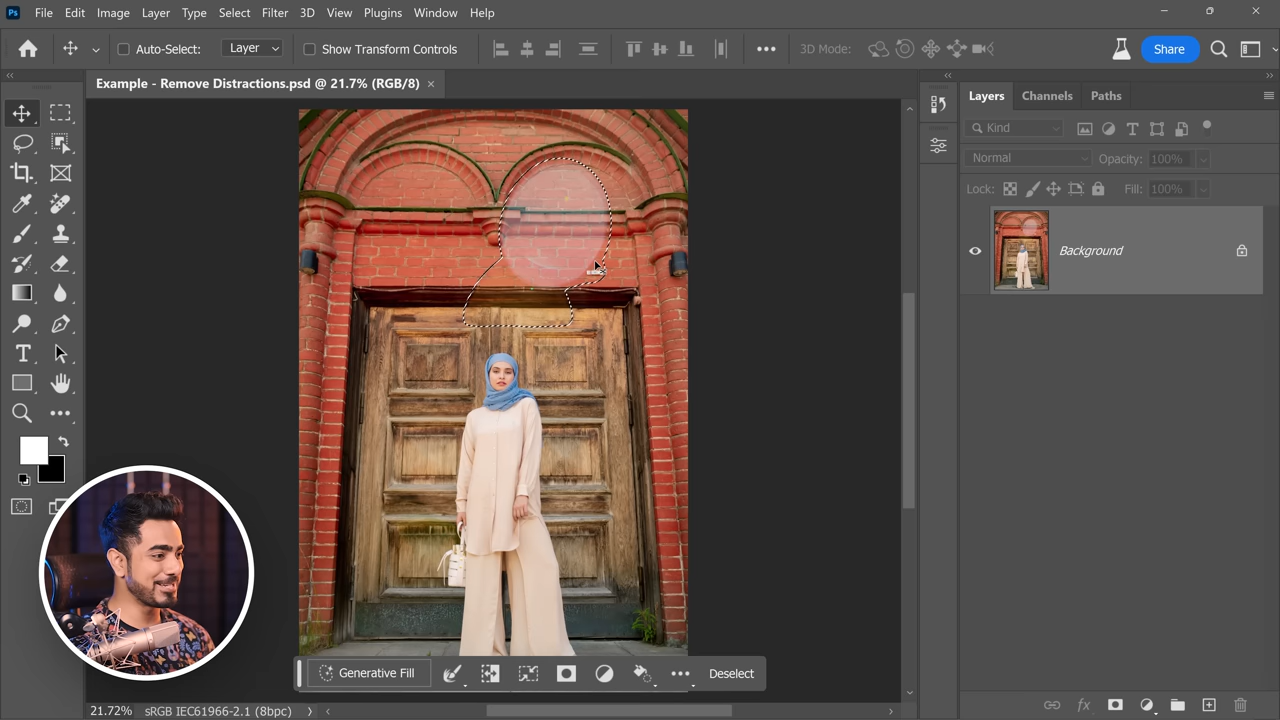 Ps File Edit Image Layer Type Select Filter 3D View Plugins Window Help
Auto-Select: Layer Show Transform Controls 3D Mode: Share
Example - Remove Distractions.psd @ 21.7% (RGB/8) ×
Layers Channels Paths
Kind
Normal Opacity: 100%
Lock: Fill: 100%
Background
Generative Fill Deselect
21.72% sRGB IEC61966-2.1 (8bpc)